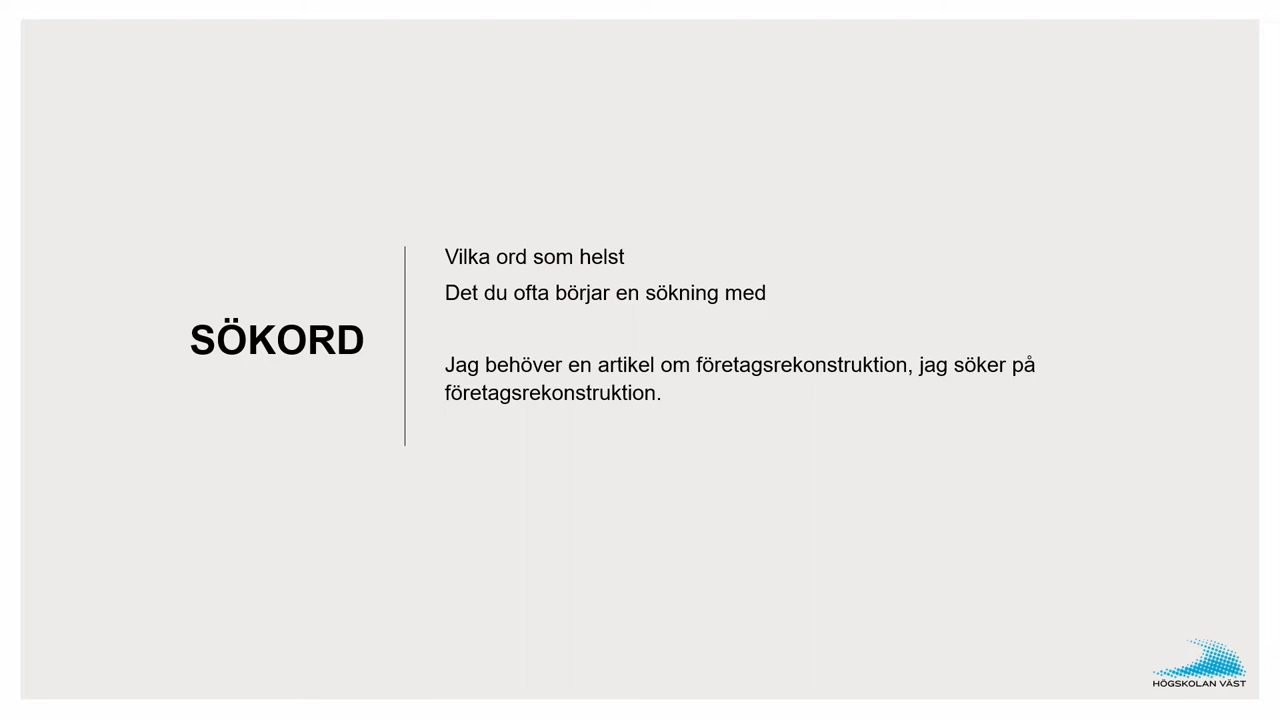 SÖKORD
Vilka ord som helst
Det du ofta börjar en sökning med
Jag behöver en artikel om företagsrekonstruktion, jag söker på
företagsrekonstruktion.
HÖGSKOLAN VÄST